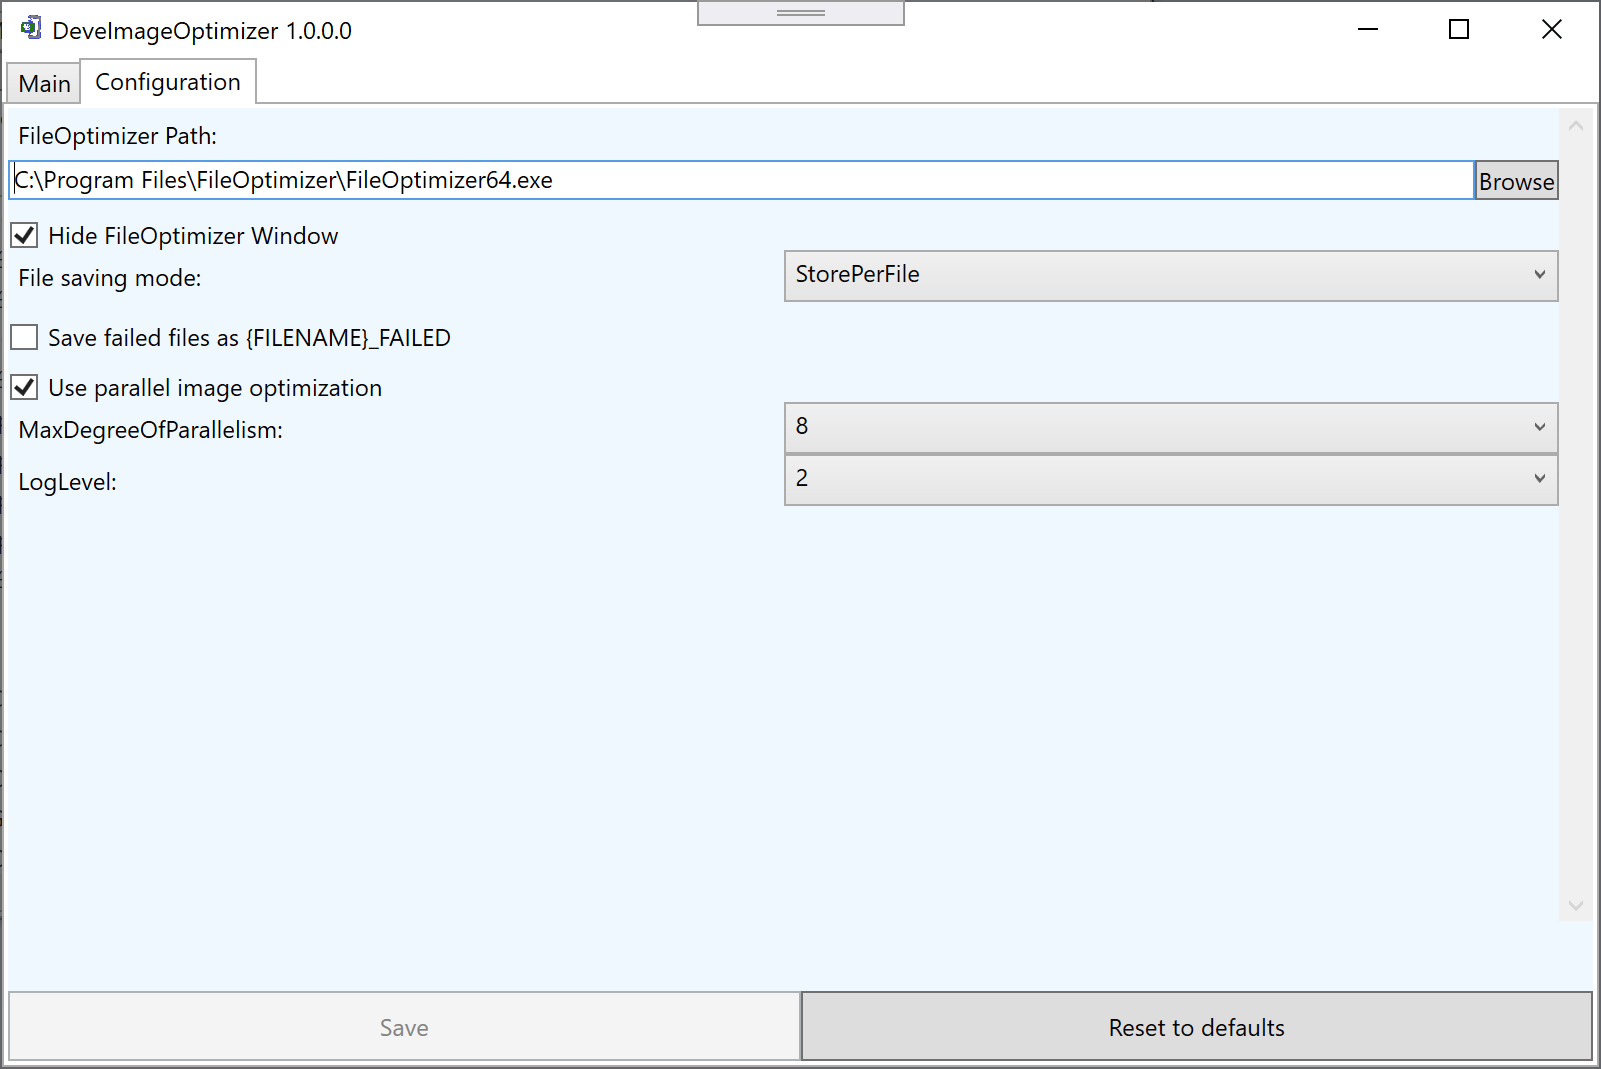 DeveImageOptimizer 1.0.0.0
Main Configuration
FileOptimizer Path:
C:\Program Files\FileOptimizer\FileOptimizer64.exe Browse
Hide FileOptimizer Window
File saving mode: StorePerFile
Save failed files as {FILENAME}_FAILED
Use parallel image optimization
MaxDegreeOfParallelism: 8
LogLevel: 2
Save Reset to defaults